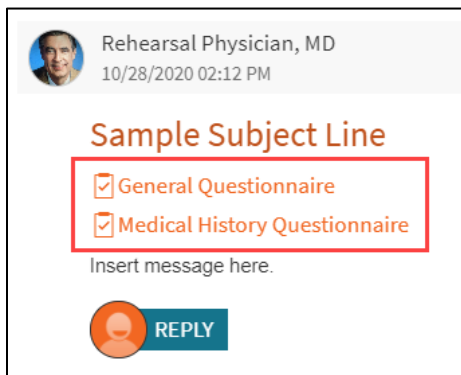 Rehearsal Physician, MD
10/28/2020 02:12 PM
Sample Subject Line
General Questionnaire
Medical History Questionnaire
Insert message here.
REPLY